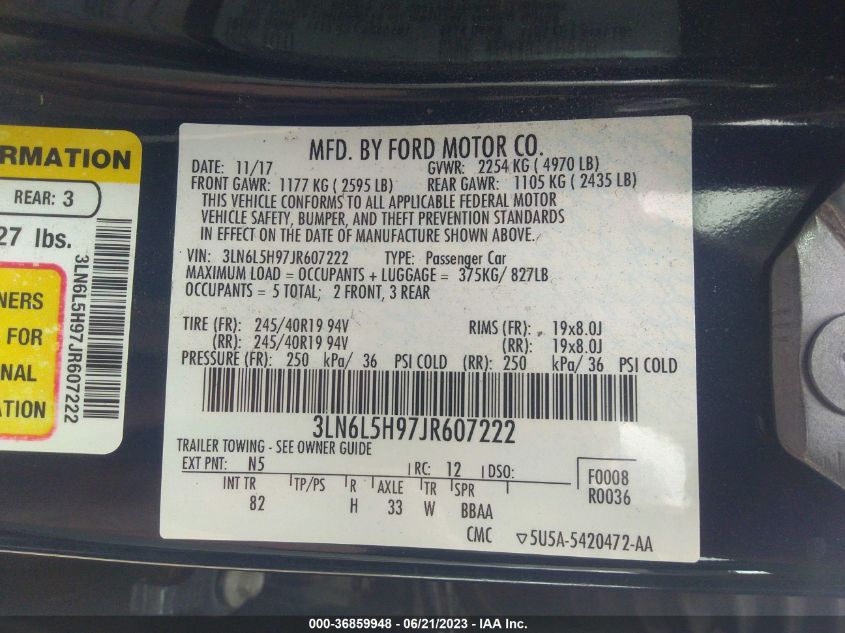 MFD. BY FORD MOTOR CO.
DATE: 11/17 GVWR: 2254 KG ( 4970 LB)
FRONT GAWR: 1177 KG ( 2595 LB) REAR GAWR: 1105 KG ( 2435 LB)
THIS VEHICLE CONFORMS TO ALL APPLICABLE FEDERAL MOTOR
VEHICLE SAFETY, BUMPER, AND THEFT PREVENTION STANDARDS
IN EFFECT ON THE DATE OF MANUFACTURE SHOWN ABOVE.
VIN: 3LN6L5H97JR607222 TYPE: Passenger Car
MAXIMUM LOAD = OCCUPANTS + LUGGAGE = 375KG/ 827LB
OCCUPANTS = 5 TOTAL; 2 FRONT, 3 REAR
TIRE (FR): 245/40R19 94V RIMS (FR): 19x8.0J
(RR): 245/40R19 94V (RR): 19x8.0J
PRESSURE (FR): 250 kPa/ 36 PSI COLD (RR): 250 kPa/ 36 PSI COLD
3LN6L5H97JR607222
TRAILER TOWING - SEE OWNER GUIDE
EXT PNT: N5 RC: 12 DSO: F0008
R0036
INT TR TP/PS R AXLE TR SPR
82 H 33 W BBAA
CMC ▽5U5A-5420472-AA
RMATION
REAR: 3
27 lbs.
NERS
FOR
NAL
TION
3LN6L5H97JR607222
000-36859948 - 06/21/2023 - IAA Inc.